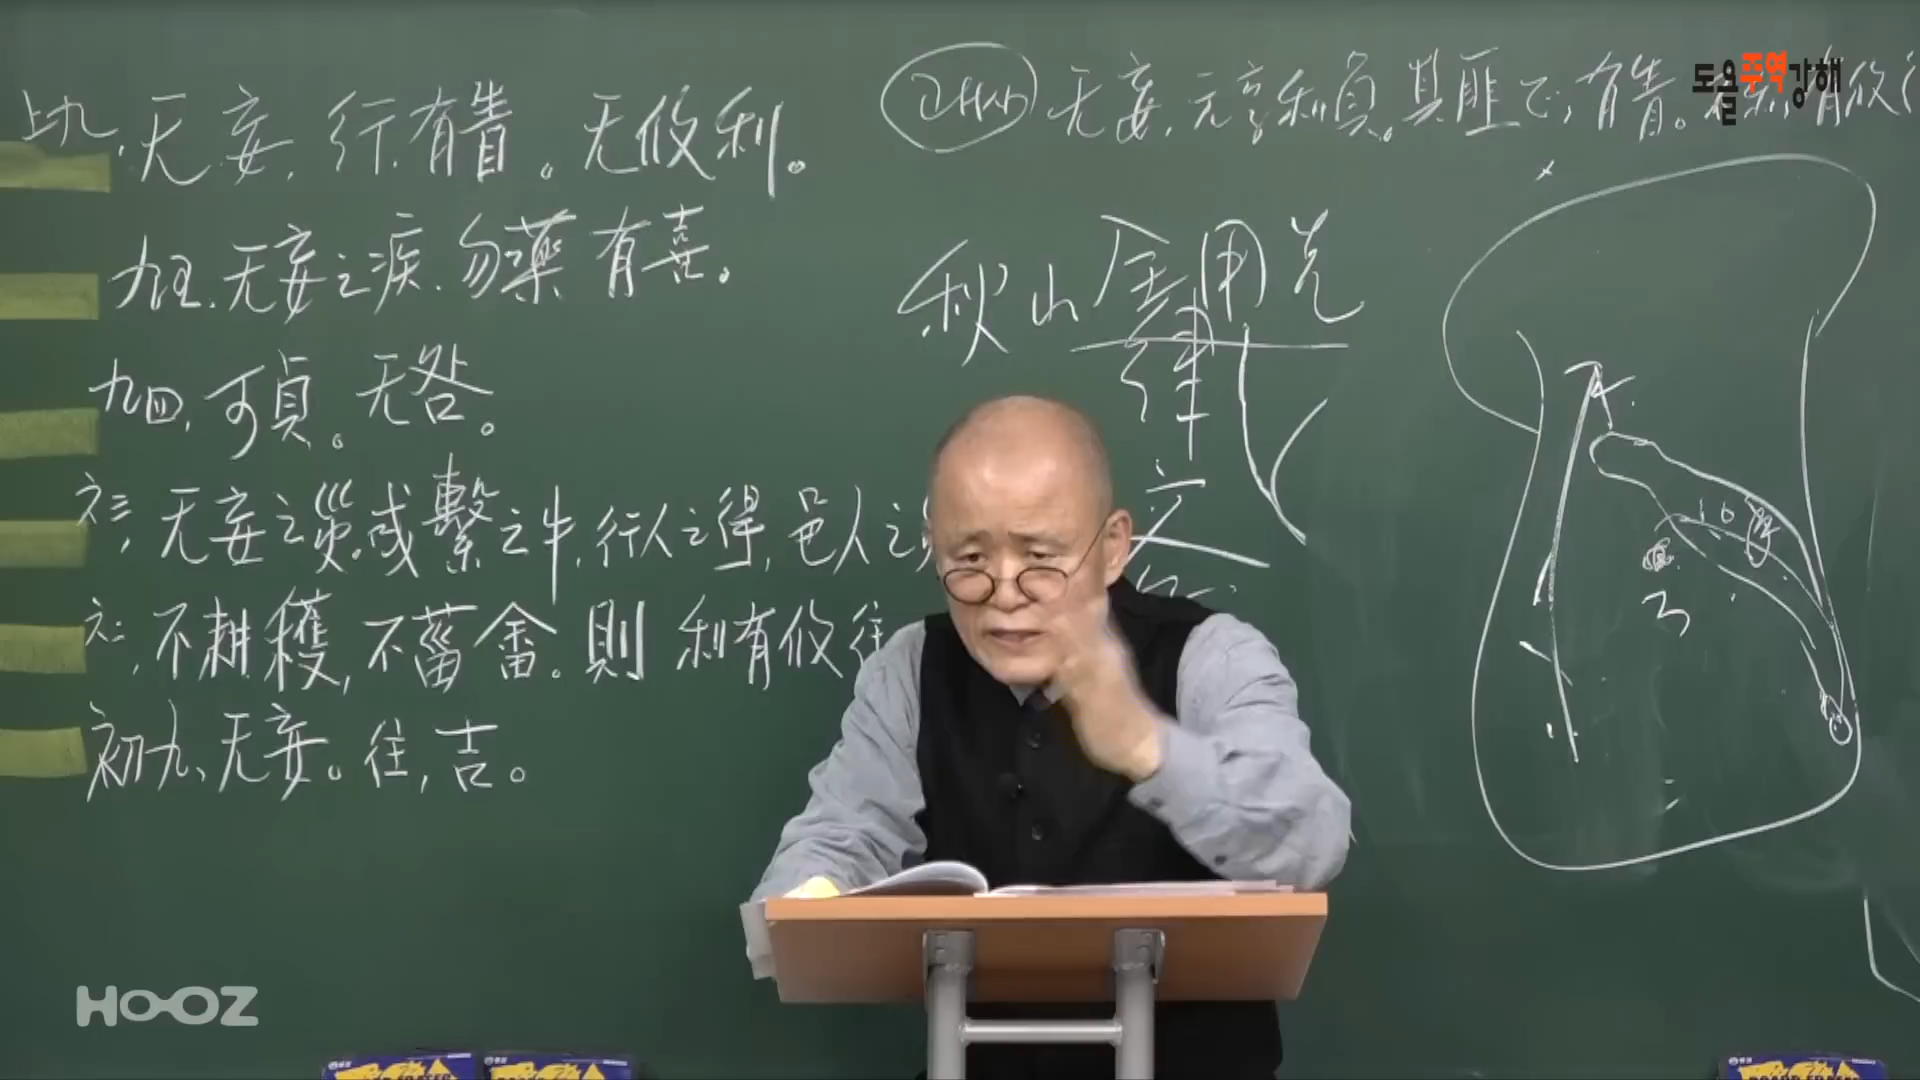 上九, 无妄, 行有眚。无攸利。
九五. 无妄之疾. 勿藥有喜。
九四, 可貞。无咎。
六三, 无妄之災. 或繫之牛, 行人之得, 邑人之
六二, 不耕穫, 不菑畬。則利有攸往
初九、无妄。往, 吉。
괘사 无妄, 元亨利貞。其匪正, 有眚。不利有攸
도올주역강해
秋山 金用
HOOZ